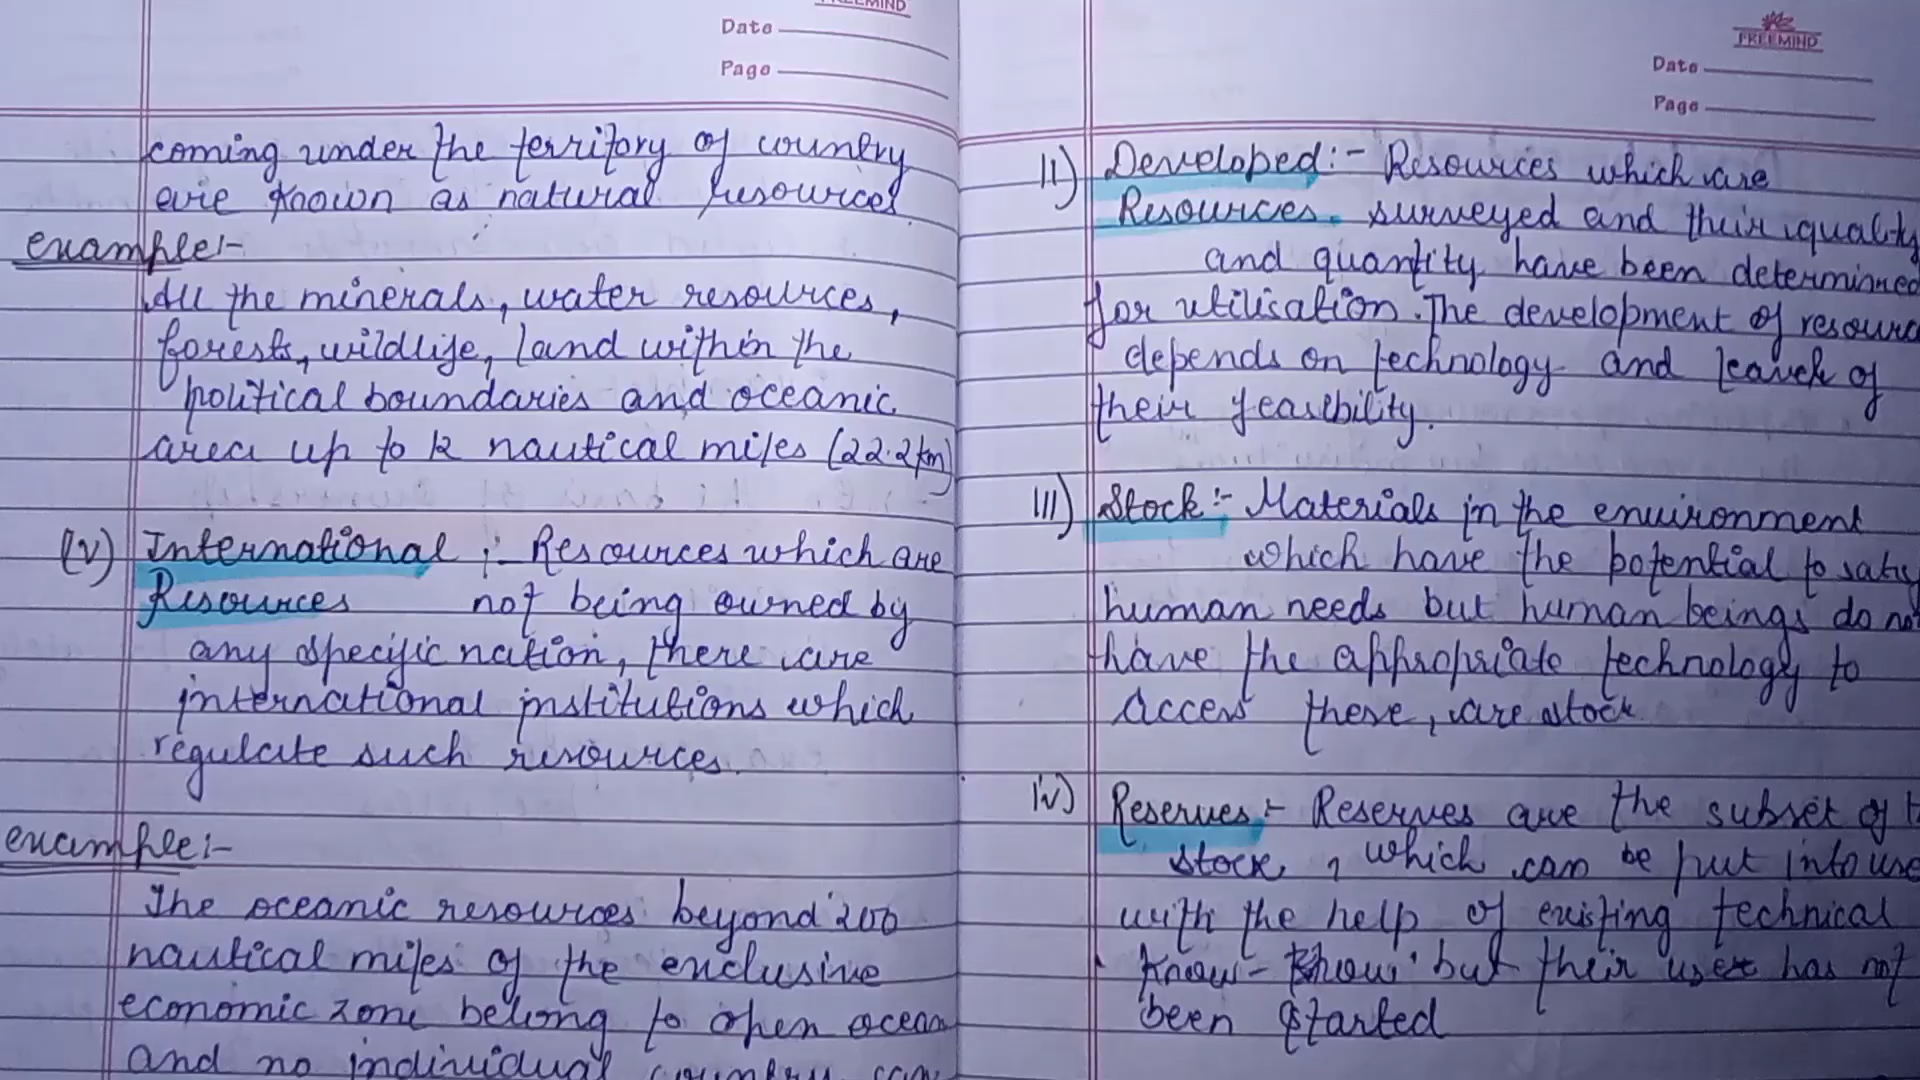 FREEMIND
Date
Page
coming under the territory of country
are known as natural resources
example:-
All the minerals, water resources,
forests, wildlife, land within the
political boundaries and oceanic
area up to 12 nautical miles (22.2 km)
(v) International :- Resources which are
Resources not being owned by
any specific nation, there are
international institutions which
regulate such resources.
example:-
The oceanic resources beyond 200
nautical miles of the exclusive
economic zone belong to open ocean
and no individual country can
FREEMIND
Date
Page
II) Developed :- Resources which are
Resources. surveyed and their quality
and quantity have been determined
for utilisation. The development of resourc
depends on technology and of
their feasibility.
III) Stock :- Materials in the environment
which have the potential to satisfy
human needs but human beings do not
have the appropriate technology to
access these, are stock
iv) Reserves :- Reserves are the subset of t
stock, which can be put into use
with the help of existing technical
know-how but their use has not
been started